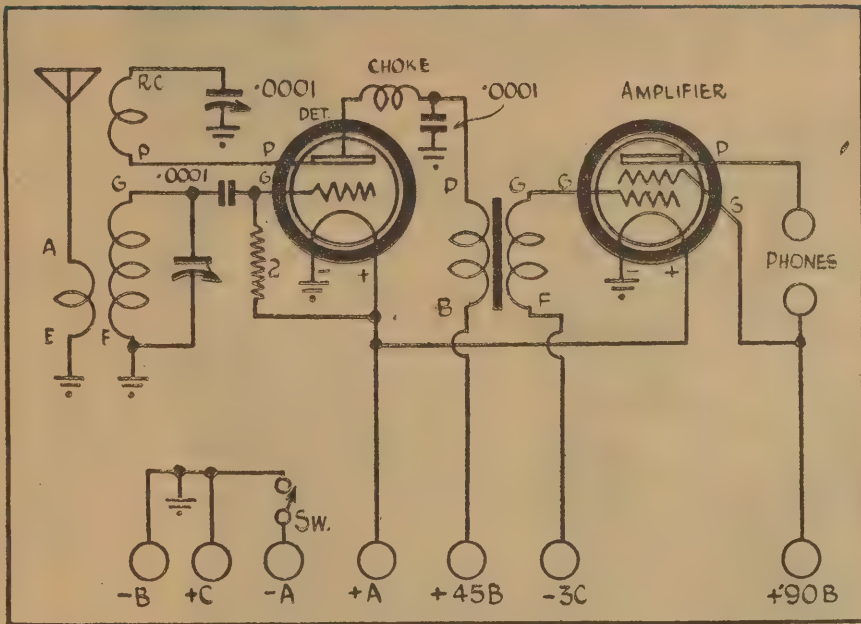 CHOKE
RC
.0001
.0001
AMPLIFIER
DET.
P
P
P
P
.0001
G
G
G
G
S
2
A
- +
- +
PHONES
E
F
B
F
SW.
-B
+C
-A
+A
+45B
-3C
+90B